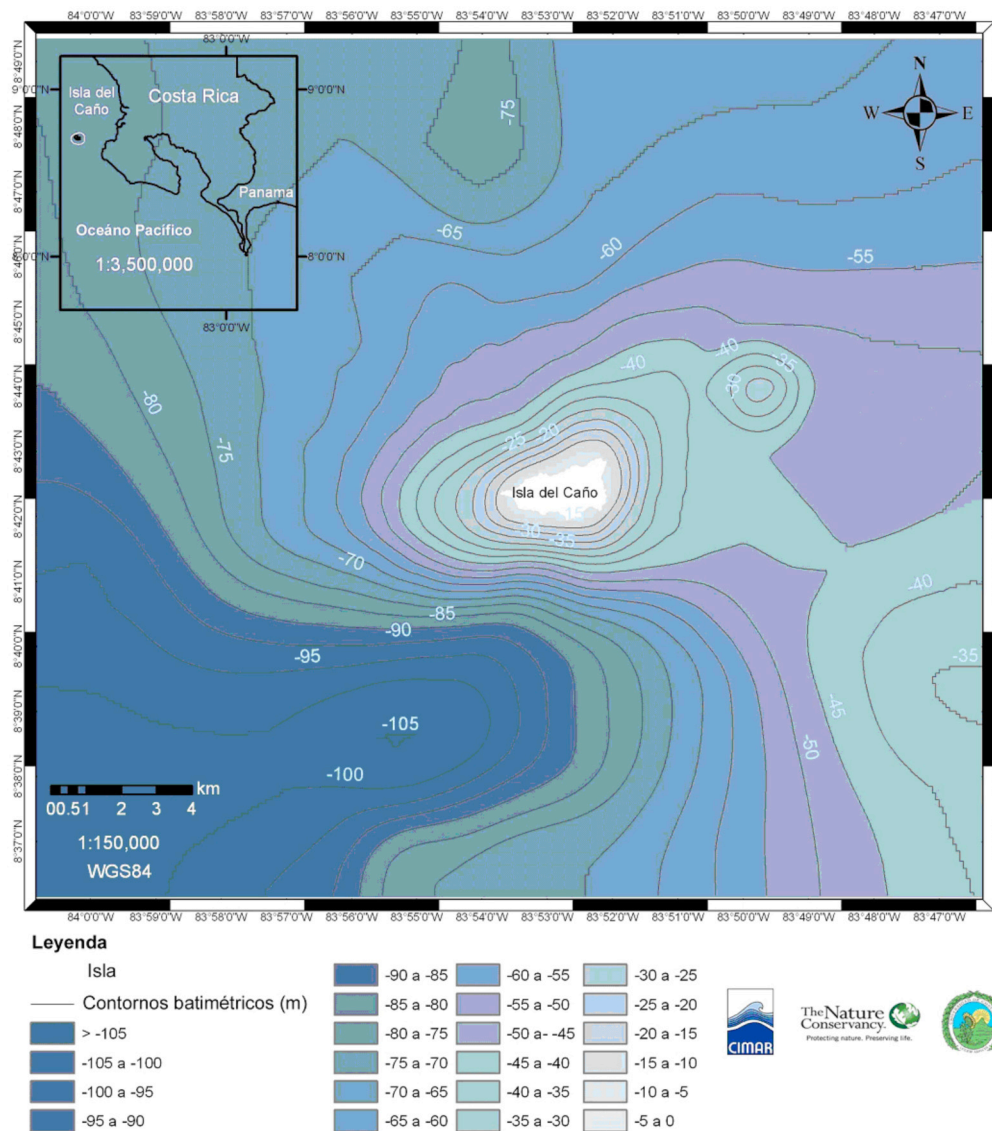 83°0'0"W
84°0'0"W 83°59'0"W 83°58'0"W 83°57'0"W 83°56'0"W 83°55'0"W 83°54'0"W 83°53'0"W 83°52'0"W 83°51'0"W 83°50'0"W 83°49'0"W 83°48'0"W 83°47'0"W
8°49'0"N
8°48'0"N
8°47'0"N
8°46'0"N
8°45'0"N
8°44'0"N
8°43'0"N
8°42'0"N
8°41'0"N
8°40'0"N
8°39'0"N
8°38'0"N
8°37'0"N
9°0'0"N
9°0'0"N
Isla del
Caño
Costa Rica
Panama
Oceáno Pacífico
1:3,500,000
8°0'0"N
8°0'0"N
83°0'0"W
N
W E
S
-75
-65
-60
-55
-80
-75
-40
-40
-35
-30
-25
-20
Isla del Caño
-15
-30
-35
-70
-85
-90
-95
-105
-100
-40
-35
-45
-50
00.51 2 3 4 km
1:150,000
WGS84
84°0'0"W 83°59'0"W 83°58'0"W 83°56'0"W 83°55'0"W 83°54'0"W 83°53'0"W 83°52'0"W 83°51'0"W 83°50'0"W 83°49'0"W 83°48'0"W 83°47'0"W
Leyenda
Isla
Contornos batimétricos (m)
> -105
-105 a -100
-100 a -95
-95 a -90
-90 a -85
-85 a -80
-80 a -75
-75 a -70
-70 a -65
-65 a -60
-60 a -55
-55 a -50
-50 a- -45
-45 a -40
-40 a -35
-35 a -30
-30 a -25
-25 a -20
-20 a -15
-15 a -10
-10 a -5
-5 a 0
CIMAR
The Nature
Conservancy
Protecting nature. Preserving life.